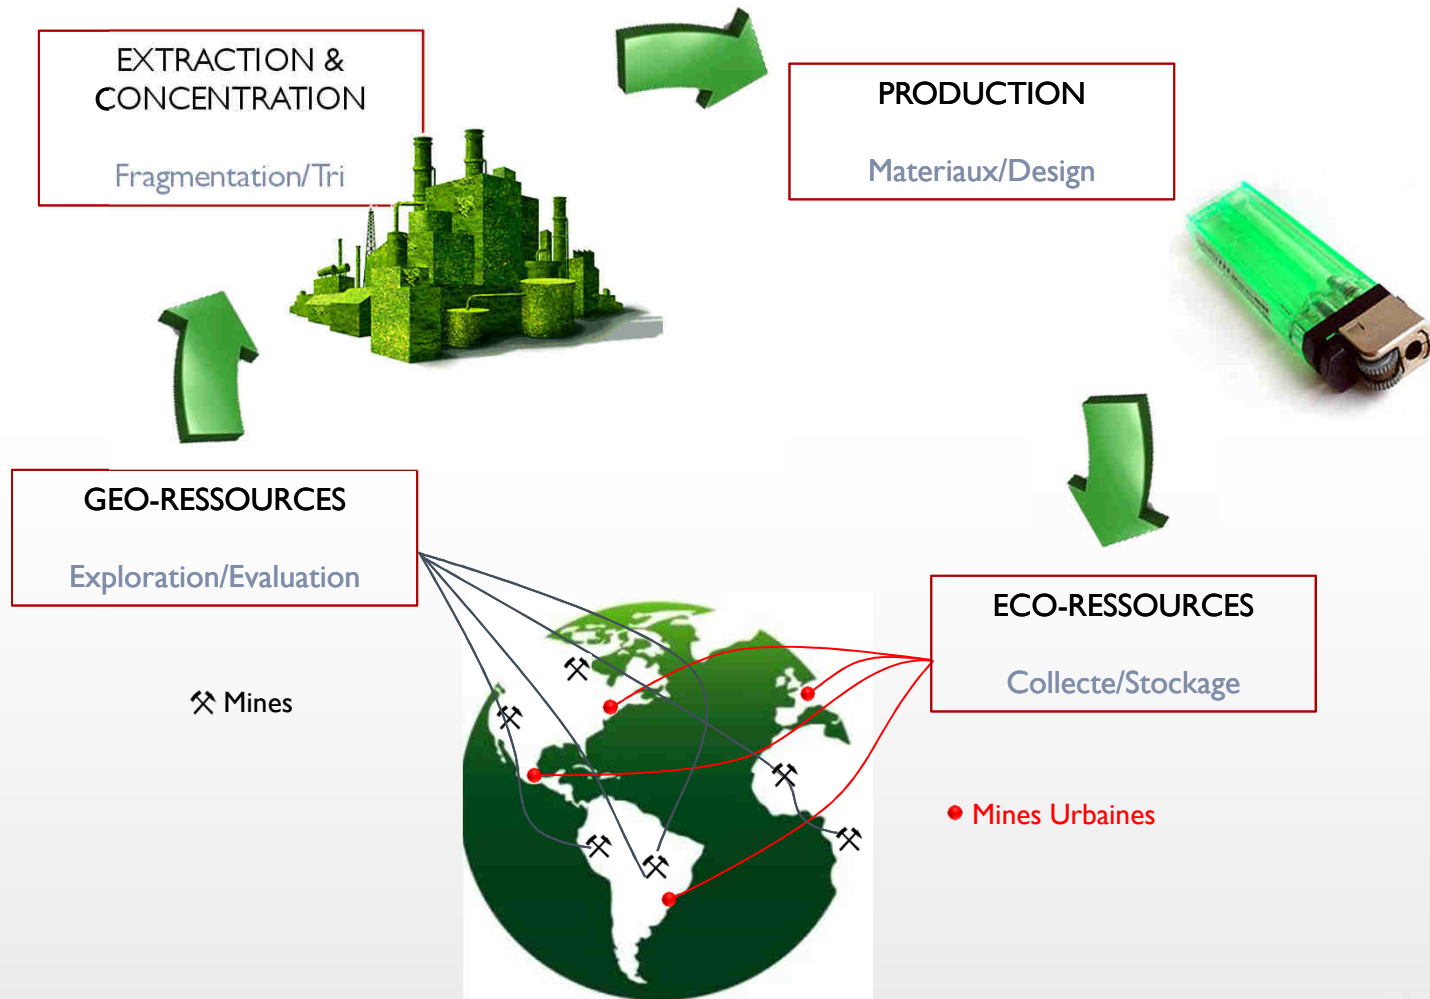 EXTRACTION &
CONCENTRATION
Fragmentation/Tri
PRODUCTION
Materiaux/Design
GEO-RESSOURCES
Exploration/Evaluation
ECO-RESSOURCES
Collecte/Stockage
Mines
Mines Urbaines